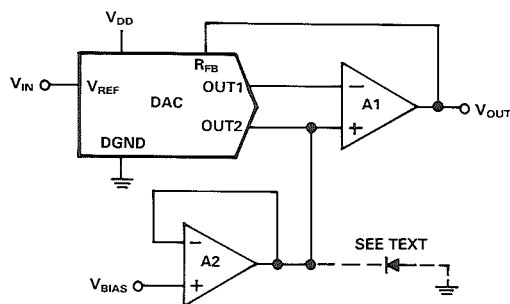 VDD
RFB
VIN
VREF
DAC
OUT1
A1
VOUT
OUT2
DGND
SEE TEXT
A2
VBIAS